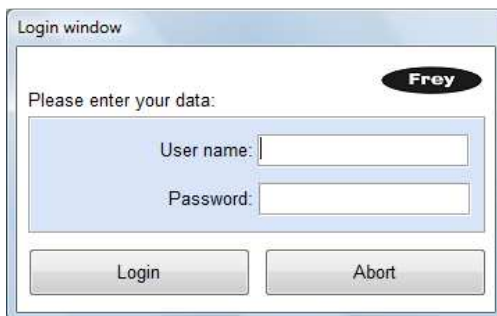 Login window
Frey
Please enter your data:
User name:
Password:
Login Abort